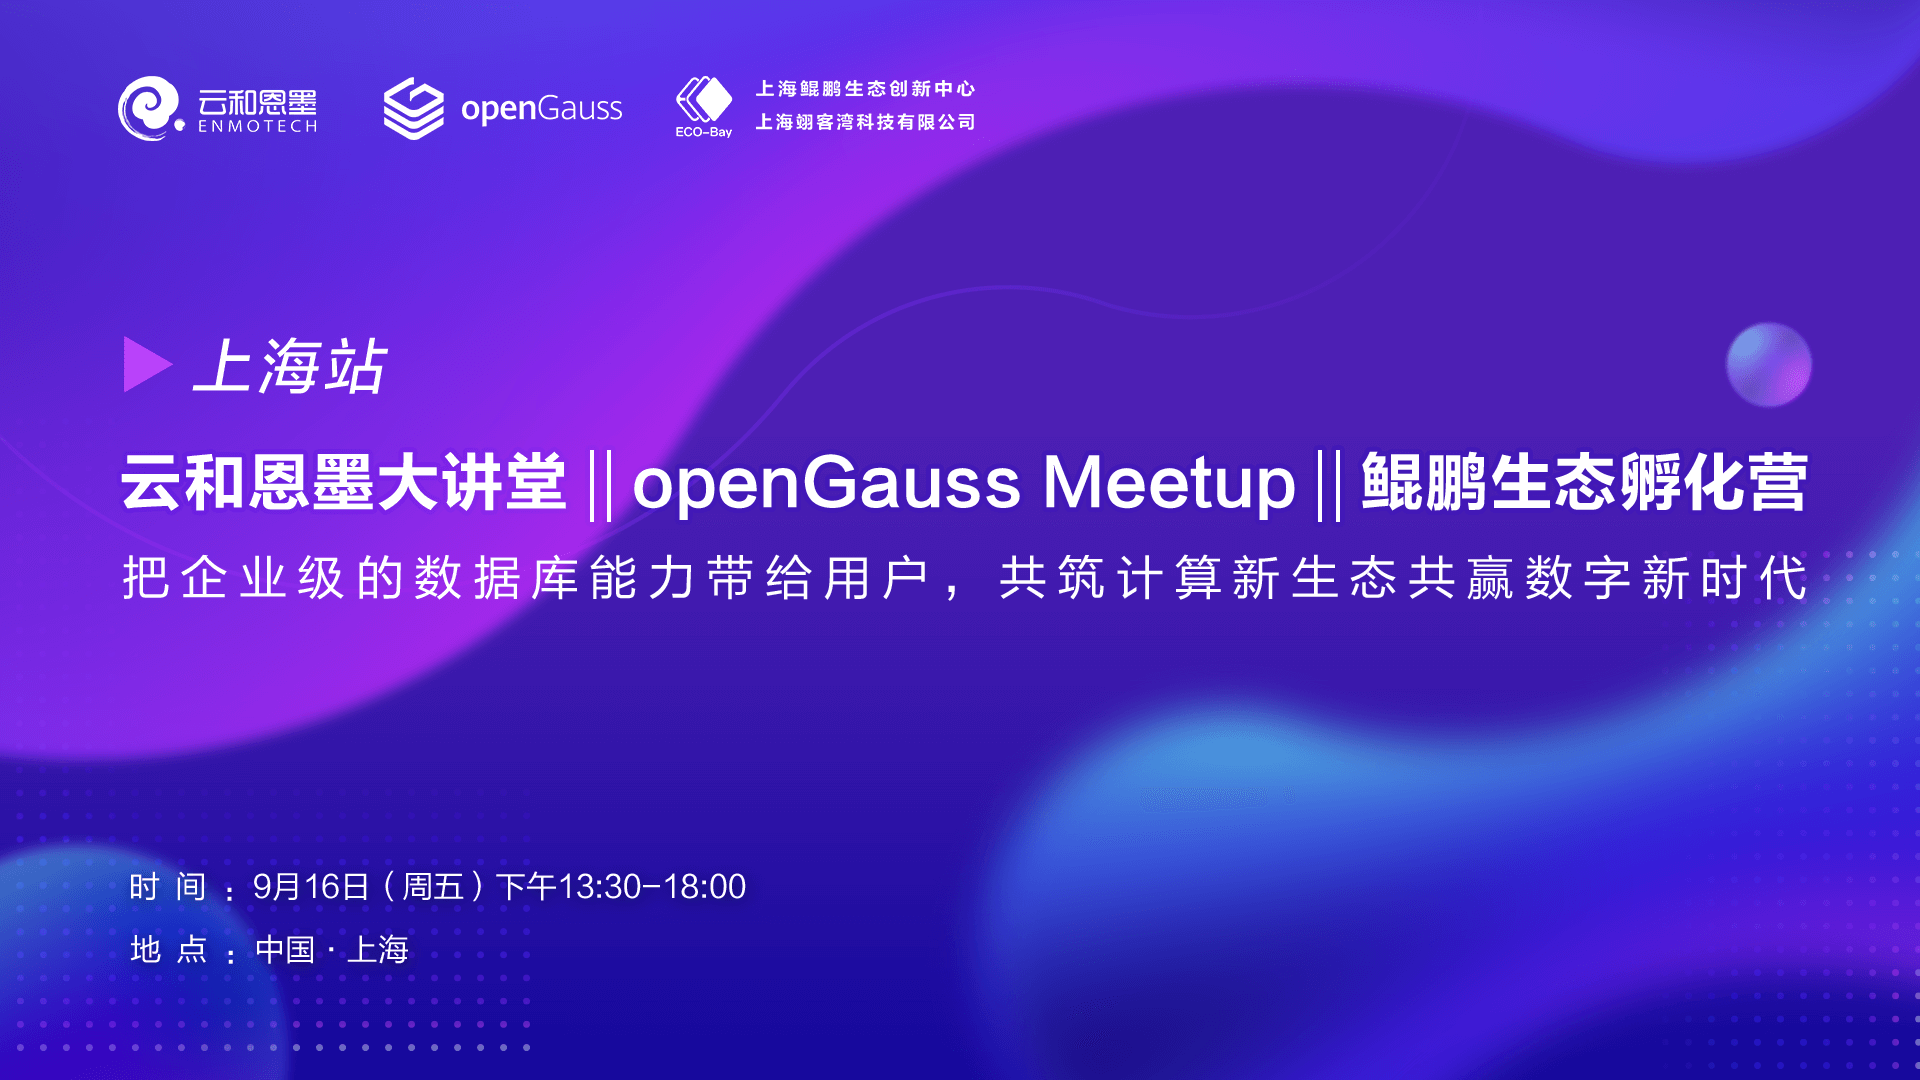 云和恩墨
ENMOTECH
openGauss
ECO-Bay
上海鲲鹏生态创新中心
上海翊客湾科技有限公司
上海站
云和恩墨大讲堂 || openGauss Meetup || 鲲鹏生态孵化营
把企业级的数据库能力带给用户，共筑计算新生态共赢数字新时代
时间：9月16日（周五）下午13:30-18:00
地点：中国·上海